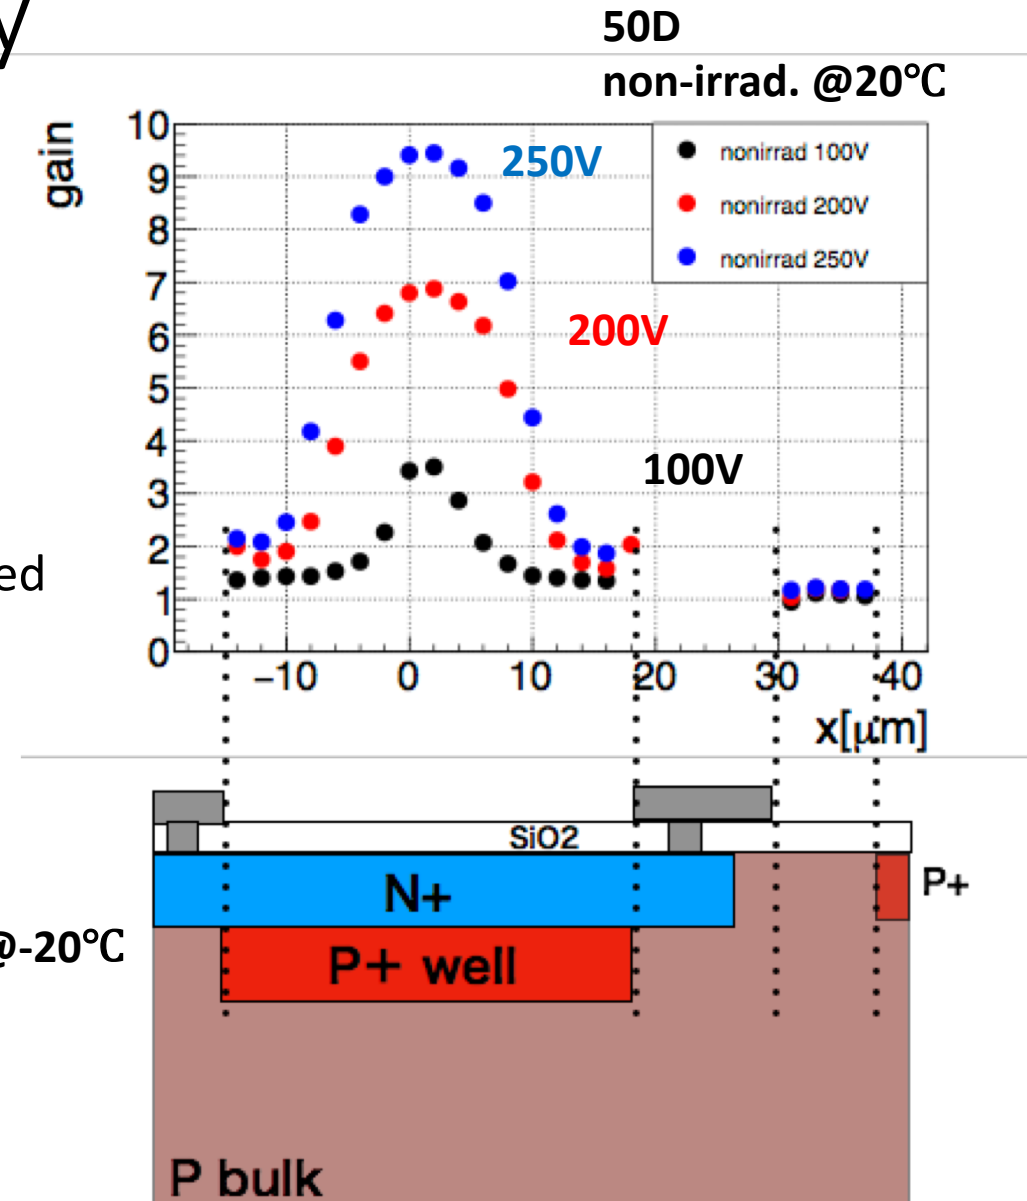 y
50D
non-irrad. @20℃
gain
10
9
8
7
6
5
4
3
2
1
0
nonirrad 100V
nonirrad 200V
nonirrad 250V
250V
200V
100V
ed
−10 0 10 20 30 40
x[μm]
SiO2
N+
P+
@-20℃
P+ well
P bulk